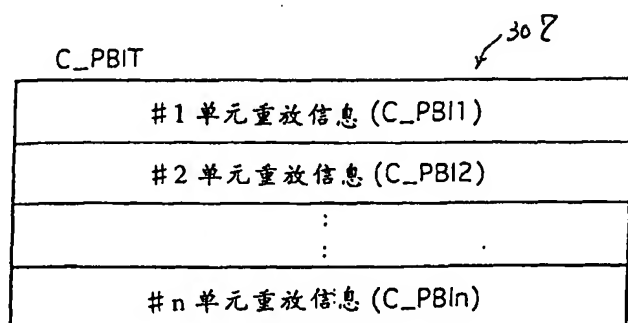 307
C_PBIT
#1 单元重放信息 (C_PBI1)
#2 单元重放信息 (C_PBI2)
:
:
#n 单元重放信息 (C_PBIn)